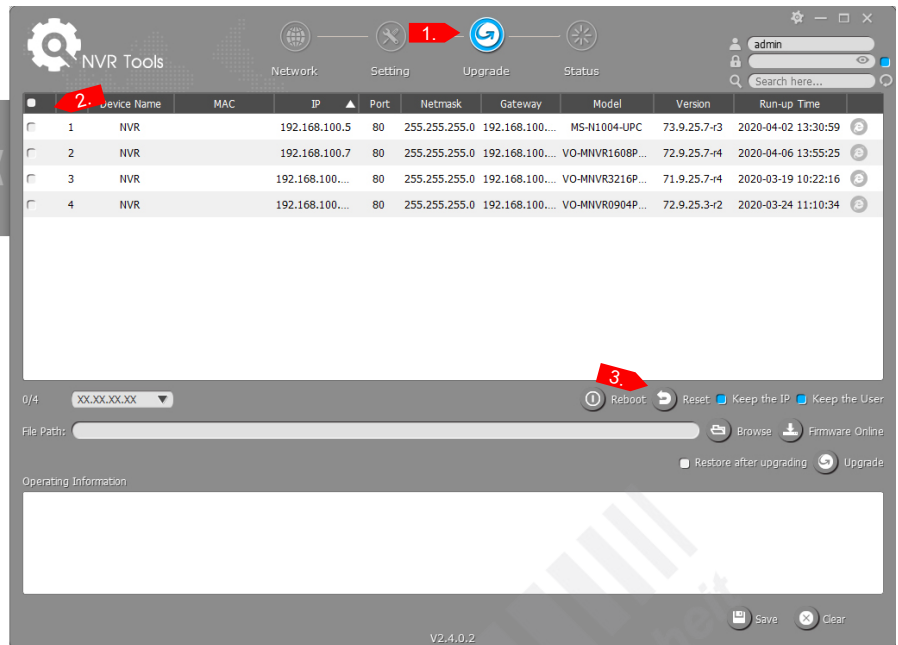 1.
NVR Tools
Network Setting Upgrade Status
admin
Search here...
2.
Device Name MAC IP Port Netmask Gateway Model Version Run-up Time
1 NVR 192.168.100.5 80 255.255.255.0 192.168.100.... MS-N1004-UPC 73.9.25.7-r3 2020-04-02 13:30:59
2 NVR 192.168.100.7 80 255.255.255.0 192.168.100.... VO-MNVR1608P... 72.9.25.7-r4 2020-04-06 13:55:25
3 NVR 192.168.100.... 80 255.255.255.0 192.168.100.... VO-MNVR3216P... 71.9.25.7-r4 2020-03-19 10:22:16
4 NVR 192.168.100.... 80 255.255.255.0 192.168.100.... VO-MNVR0904P... 72.9.25.3-r2 2020-03-24 11:10:34
3.
0/4 XX.XX.XX.XX Reboot Reset Keep the IP Keep the User
File Path: Browse Firmware Online
Restore after upgrading Upgrade
Operating Information
Save Clear
V2.4.0.2